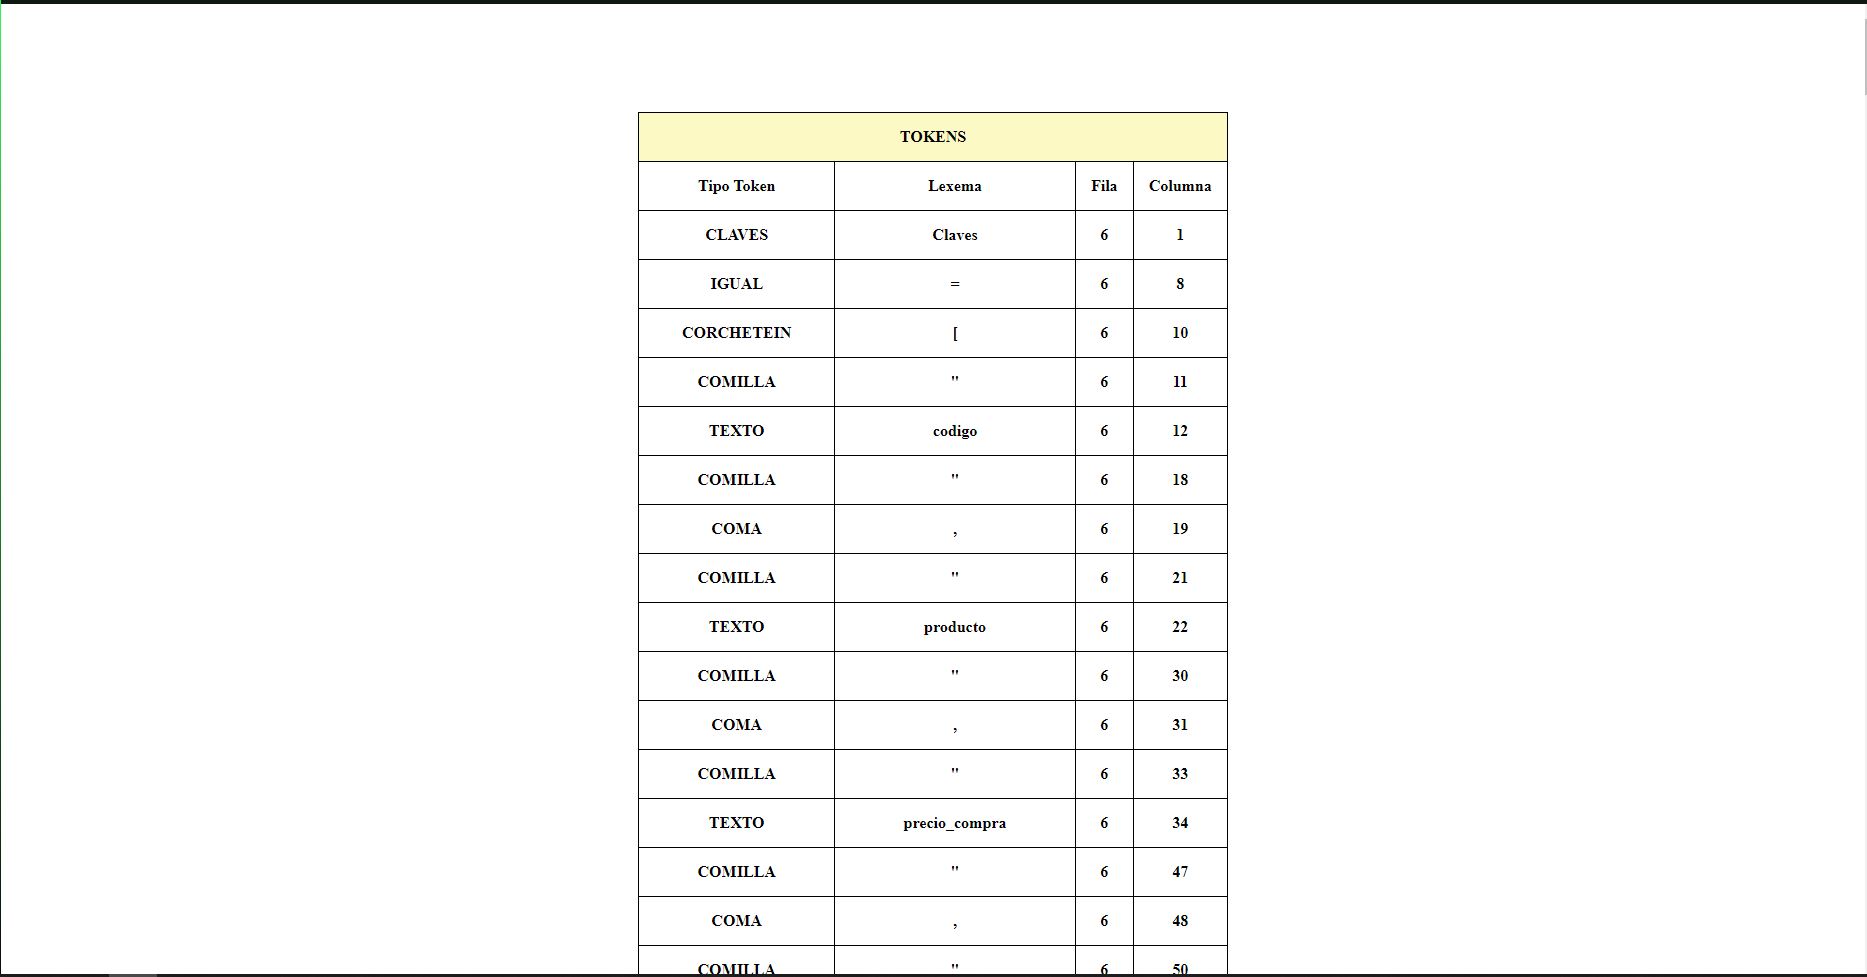 TOKENS
Tipo Token Lexema Fila Columna
CLAVES Claves 6 1
IGUAL = 6 8
CORCHETEIN [ 6 10
COMILLA " 6 11
TEXTO codigo 6 12
COMILLA " 6 18
COMA , 6 19
COMILLA " 6 21
TEXTO producto 6 22
COMILLA " 6 30
COMA , 6 31
COMILLA " 6 33
TEXTO precio_compra 6 34
COMILLA " 6 47
COMA , 6 48
COMILLA " 6 50